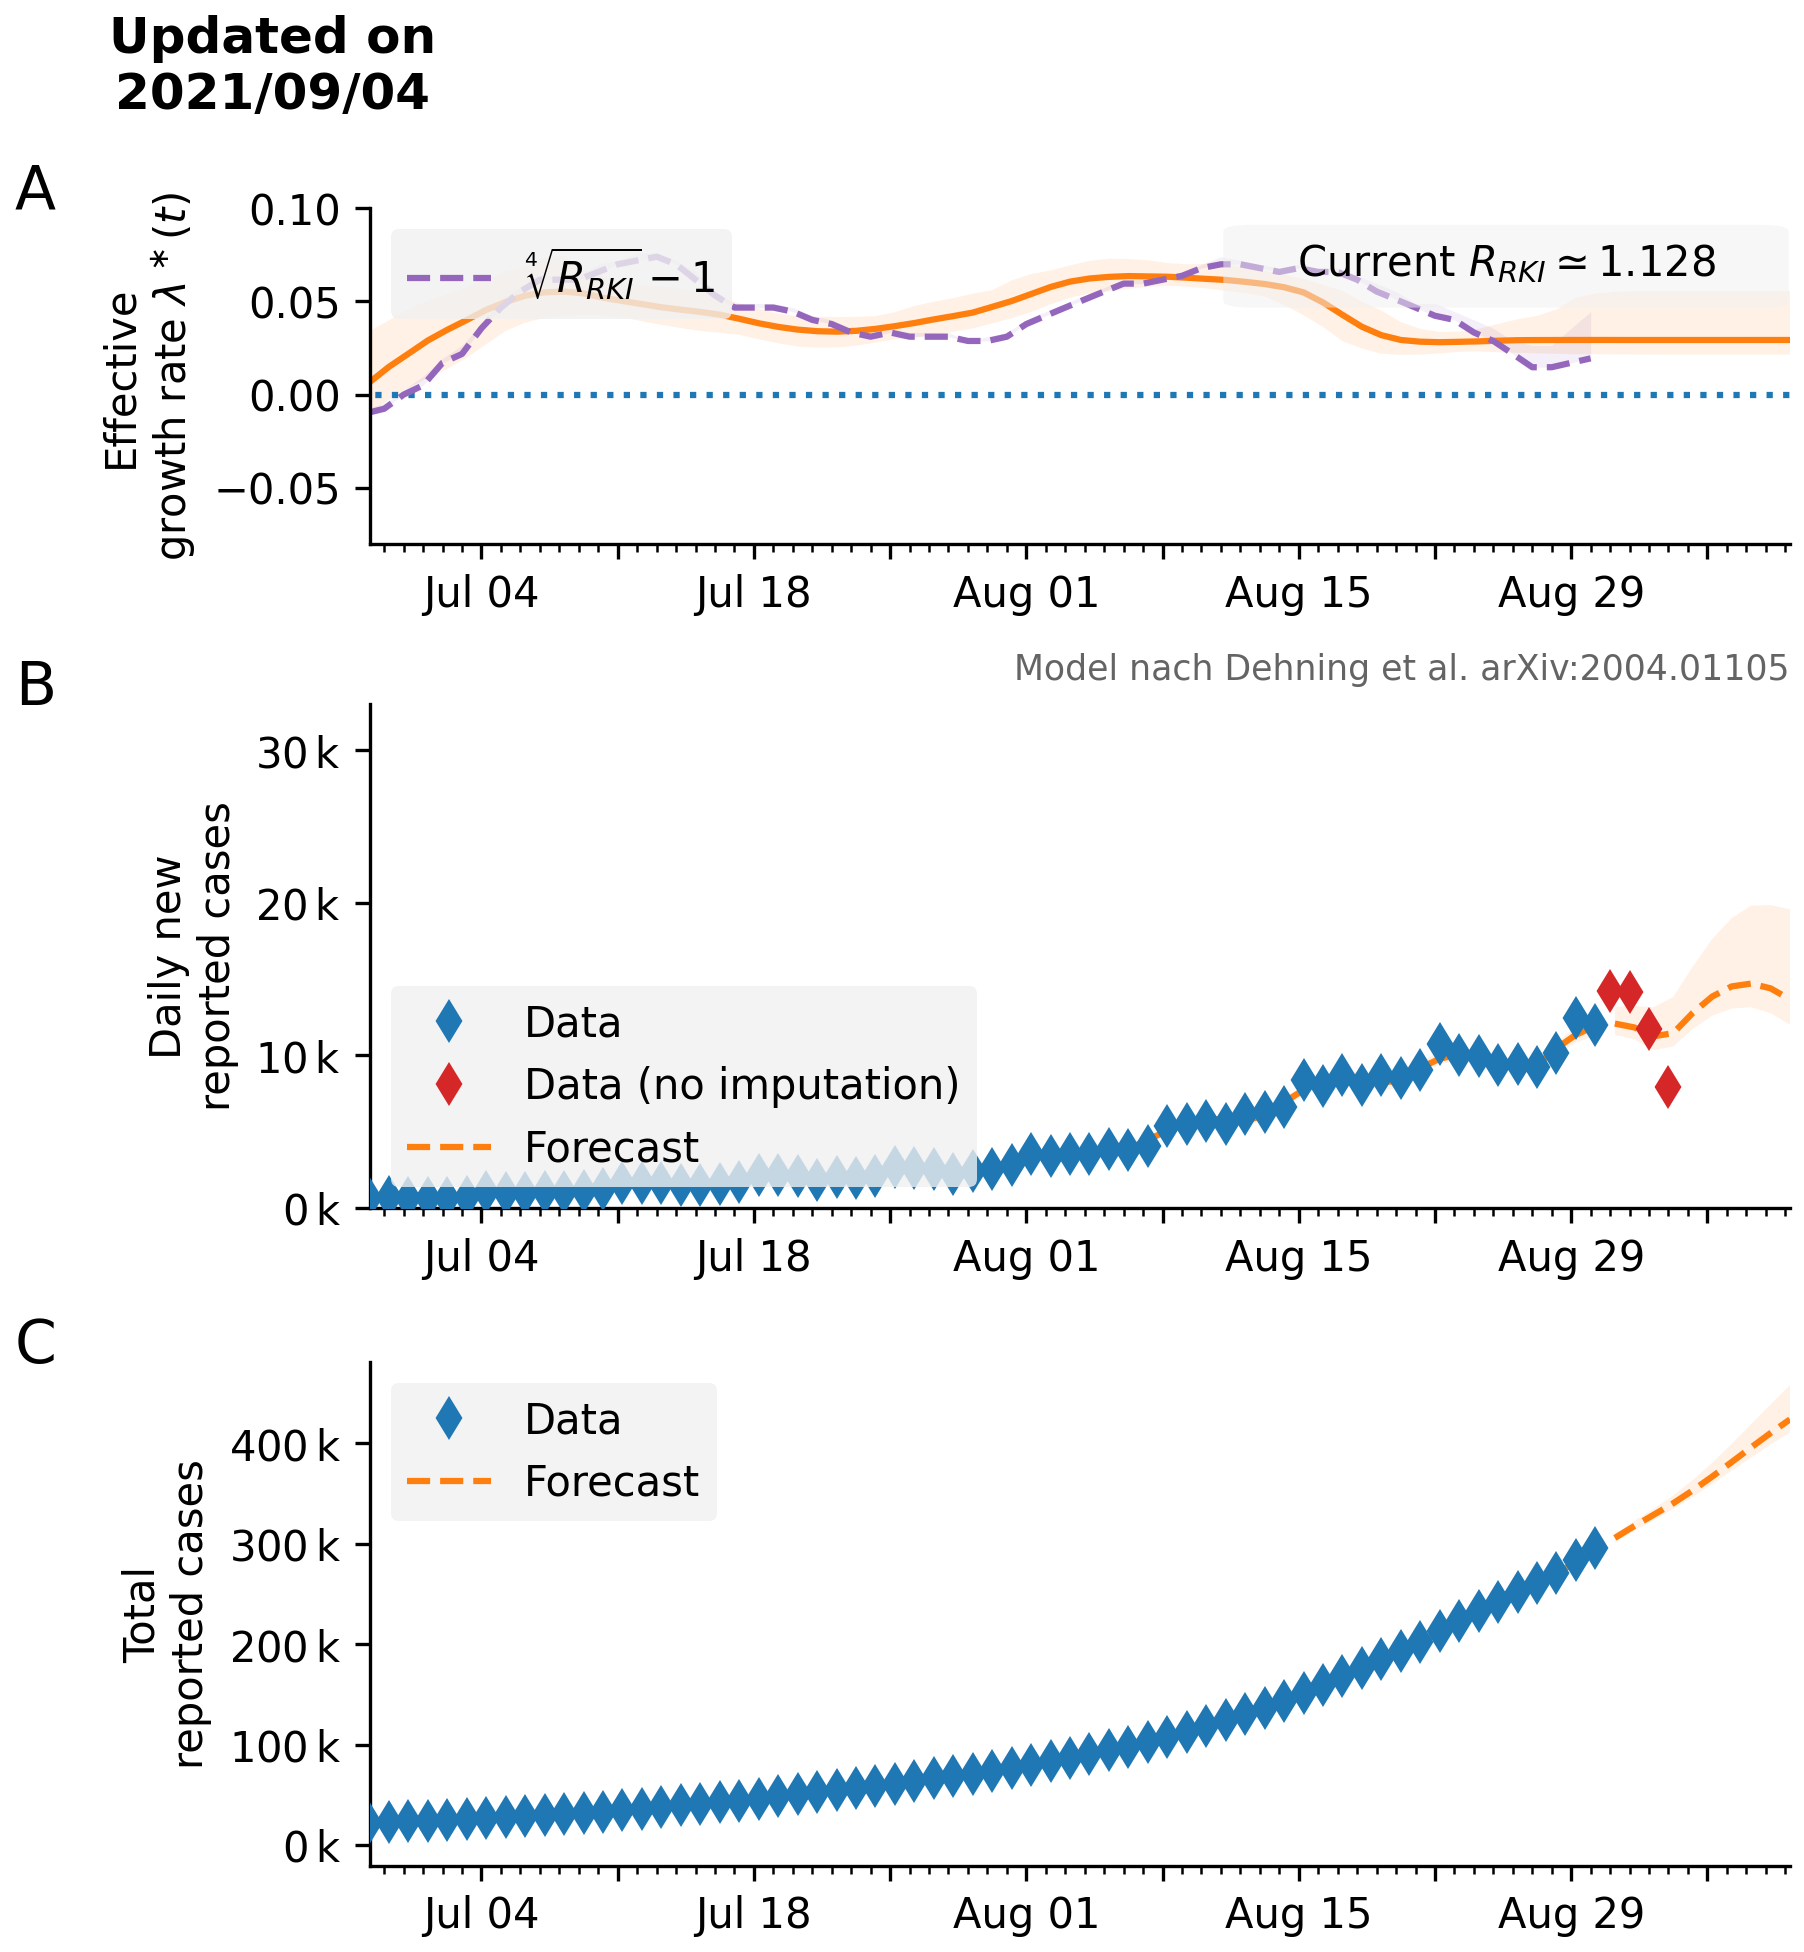 Updated on
2021/09/04
A
Effective
growth rate λ * (t)
0.10
0.05
0.00
−0.05
∜R_RKI − 1
Current R_RKI ≃ 1.128
Jul 04
Jul 18
Aug 01
Aug 15
Aug 29
B
Model nach Dehning et al. arXiv:2004.01105
Daily new
reported cases
30 k
20 k
10 k
0 k
Data
Data (no imputation)
Forecast
Jul 04
Jul 18
Aug 01
Aug 15
Aug 29
C
Total
reported cases
400 k
300 k
200 k
100 k
0 k
Data
Forecast
Jul 04
Jul 18
Aug 01
Aug 15
Aug 29